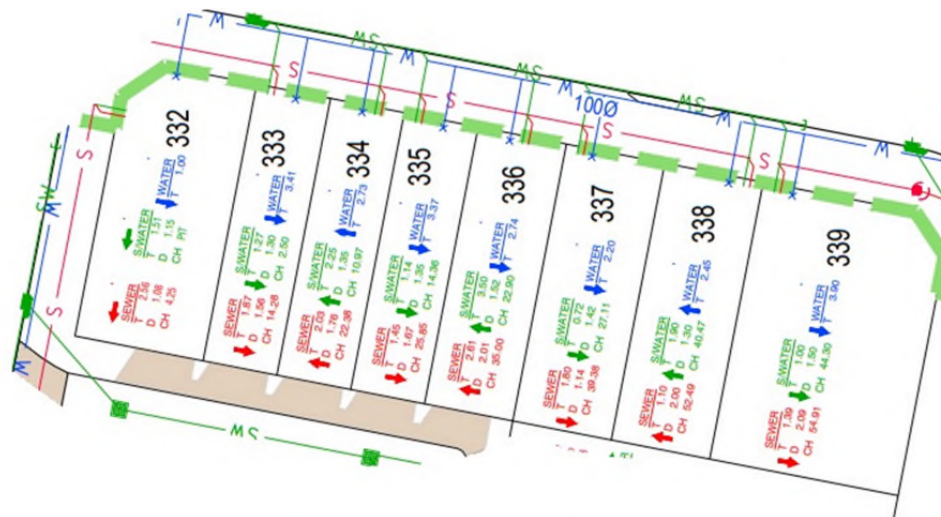 W
SW
W
SW
W
1000
SW
S
S
S
S
W
W
S
SW
W
S
W
332
WATER
T 1.00
S/WATER
T 1.51
D 1.15
CH PIT
SEWER
T 2.56
D 1.08
CH 4.25
333
WATER
T 3.41
S/WATER
T 1.27
D 1.30
CH 2.50
SEWER
T 1.87
D 1.56
CH 14.28
334
WATER
T 2.73
S/WATER
T 2.25
D 1.35
CH 10.97
SEWER
T 2.03
D 1.76
CH 22.38
335
WATER
T 3.37
S/WATER
T 1.14
D 1.35
CH 14.36
SEWER
T 1.45
D 1.67
CH 25.85
336
WATER
T 2.74
S/WATER
T 3.50
D 1.52
CH 22.90
SEWER
T 2.61
D 2.01
CH 35.00
337
WATER
T 2.20
S/WATER
T 0.72
D 1.42
CH 27.11
SEWER
T 1.80
D 1.14
CH 39.38
338
WATER
T 2.45
S/WATER
T .90
D 1.30
CH 40.47
SEWER
T 1.10
D 2.00
CH 52.49
339
WATER
T 3.90
S/WATER
T 1.00
D 1.50
CH 44.30
SEWER
T 1.39
D 2.09
CH 54.91
SW